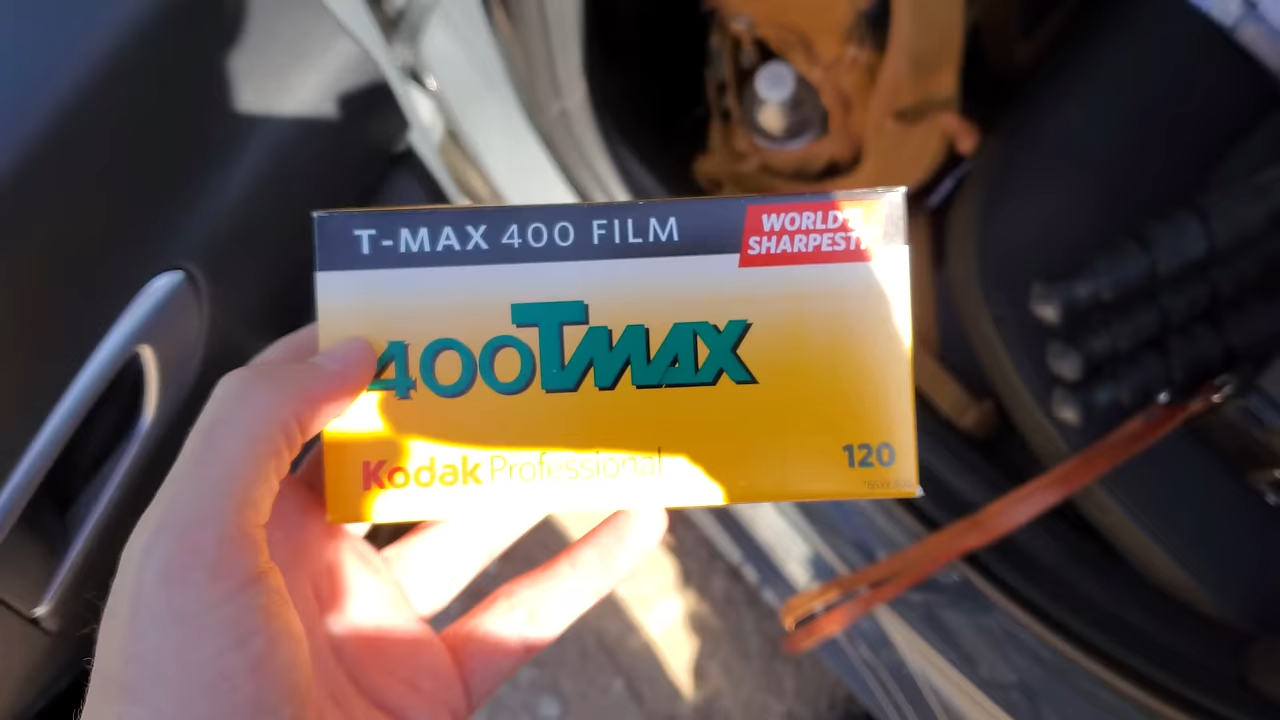 T-MAX 400 FILM
WORLD'S
SHARPEST!
400TMAX
Kodak Professional
120